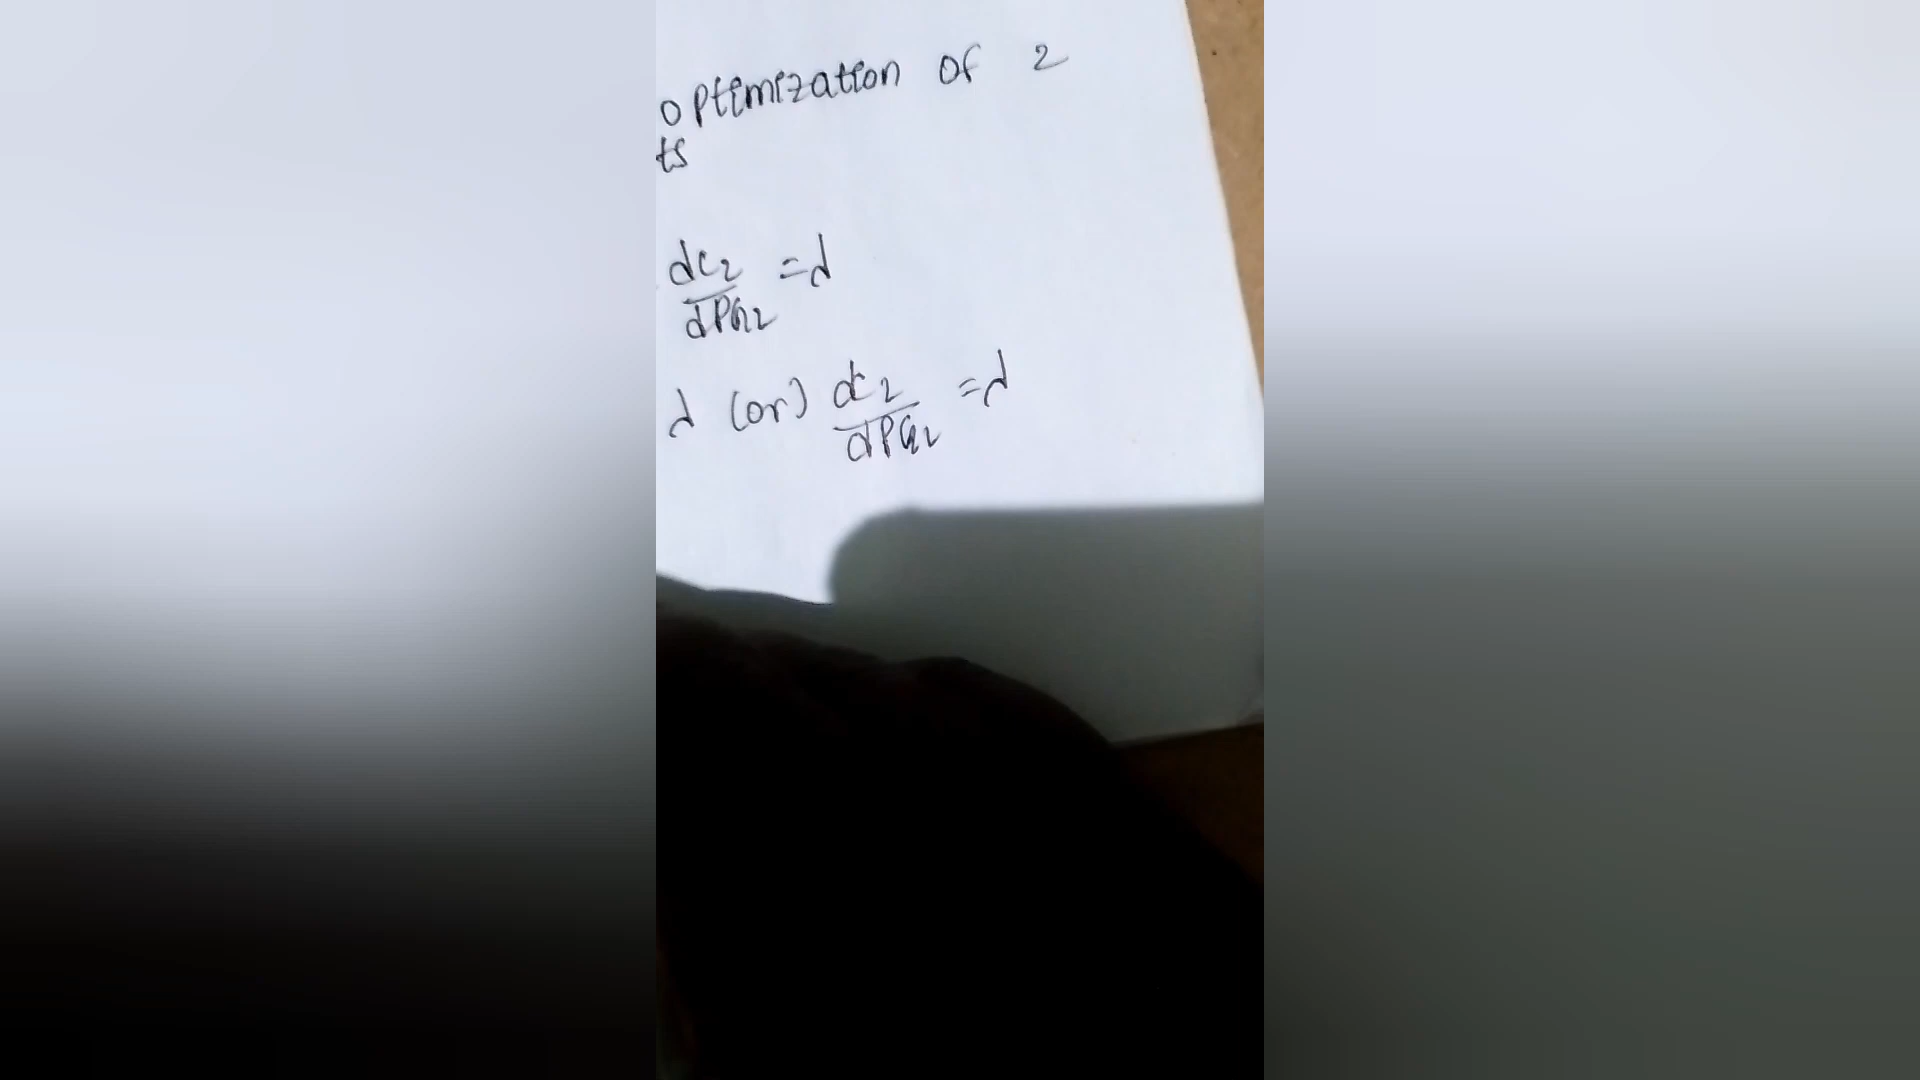 optimization of 2
ts
dc2/dPG2 = λ
λ (or) dc2/dPG2 = λ